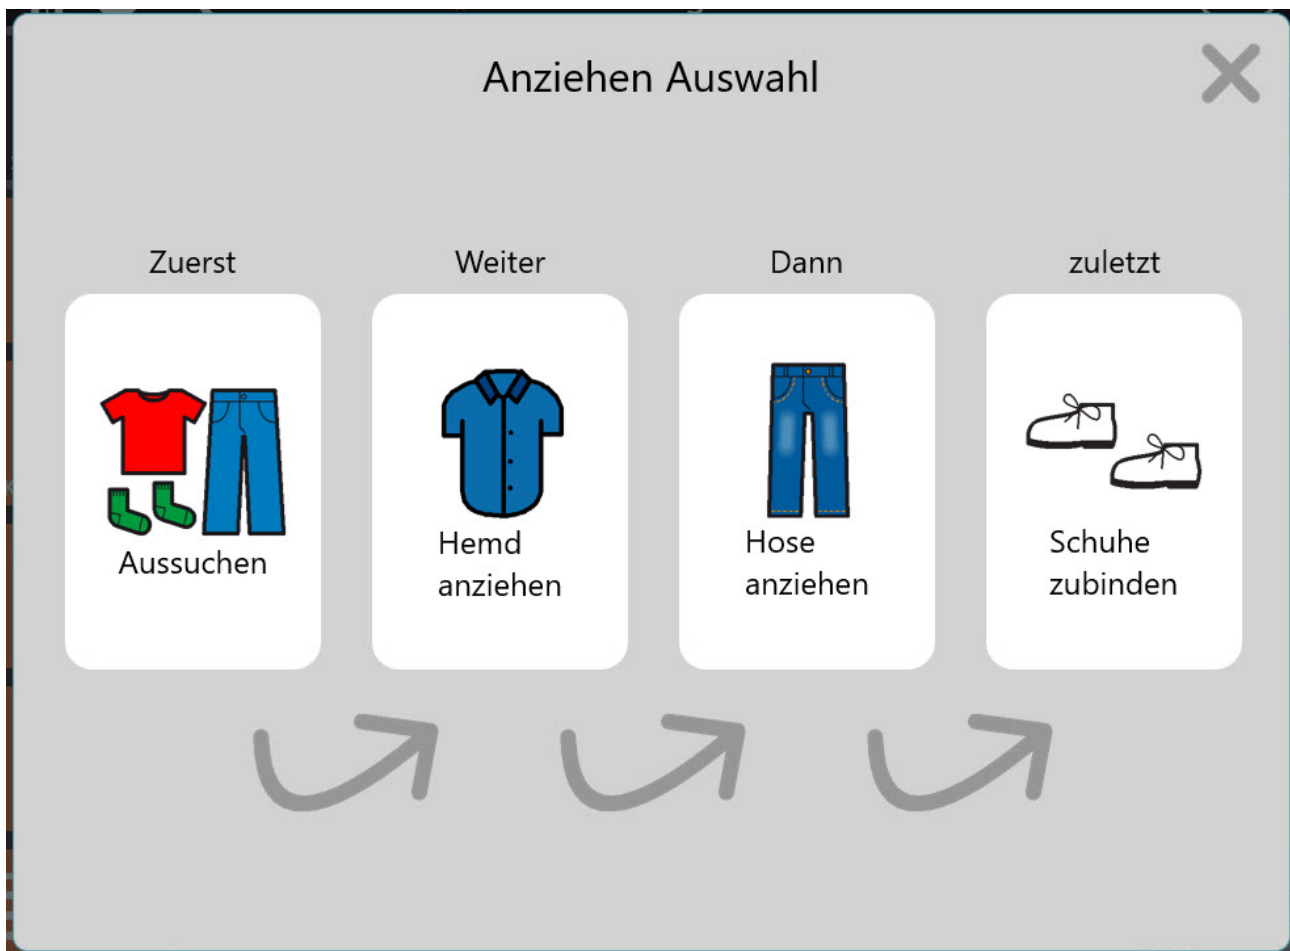 Anziehen Auswahl
Zuerst
Weiter
Dann
zuletzt
Aussuchen
Hemd
anziehen
Hose
anziehen
Schuhe
zubinden